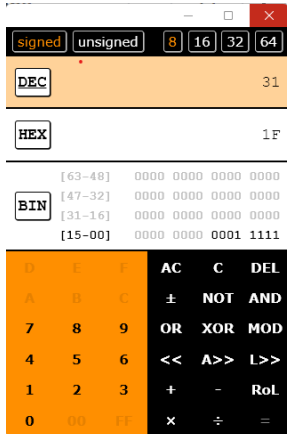 signed unsigned 8 16 32 64
DEC 31
HEX 1F
BIN
[63-48] 0000 0000 0000 0000
[47-32] 0000 0000 0000 0000
[31-16] 0000 0000 0000 0000
[15-00] 0000 0000 0001 1111
D E F AC C DEL
A B C ± NOT AND
7 8 9 OR XOR MOD
4 5 6 << A>> L>>
1 2 3 + - RoL
0 00 FF × ÷ =